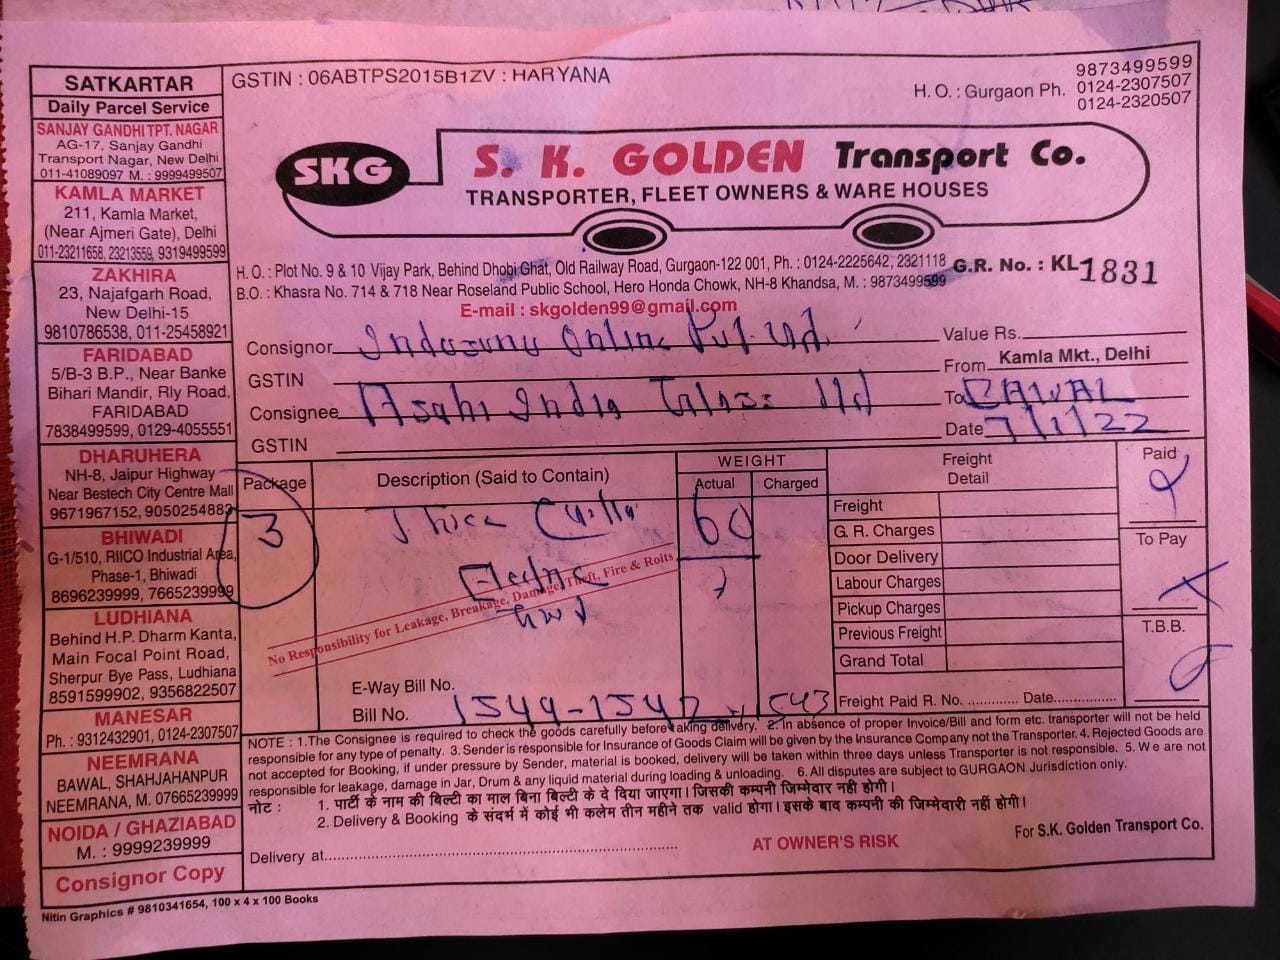 SATKARTAR
Daily Parcel Service
SANJAY GANDHI TPT. NAGAR
AG-17, Sanjay Gandhi
Transport Nagar, New Delhi
011-41089097 M. : 9999499507
KAMLA MARKET
211, Kamla Market,
(Near Ajmeri Gate), Delhi
011-23211658, 23213559, 9319499599
ZAKHIRA
23, Najafgarh Road,
New Delhi-15
9810786538, 011-25458921
FARIDABAD
5/B-3 B.P., Near Banke
Bihari Mandir, Rly Road,
FARIDABAD
7838499599, 0129-4055551
DHARUHERA
NH-8, Jaipur Highway
Near Bestech City Centre Mall
9671967152, 9050254883
BHIWADI
G-1/510, RIICO Industrial Area,
Phase-1, Bhiwadi
8696239999, 7665239999
LUDHIANA
Behind H.P. Dharm Kanta,
Main Focal Point Road,
Sherpur Bye Pass, Ludhiana
8591599902, 9356822507
MANESAR
Ph. : 9312432901, 0124-2307507
NEEMRANA
BAWAL, SHAHJAHANPUR
NEEMRANA, M. 07665239999
NOIDA / GHAZIABAD
M. : 9999239999
Consignor Copy
Nitin Graphics # 9810341654, 100 x 4 x 100 Books
GSTIN : 06ABTPS2015B1ZV : HARYANA
9873499599
H. O. : Gurgaon Ph. 0124-2307507
0124-2320507
SKG
S. K. GOLDEN Transport Co.
TRANSPORTER, FLEET OWNERS & WARE HOUSES
H. O. : Plot No. 9 & 10 Vijay Park, Behind Dhobi Ghat, Old Railway Road, Gurgaon-122 001, Ph. : 0124-2225642, 2321118
G.R. No. : KL 1831
B.O. : Khasra No. 714 & 718 Near Roseland Public School, Hero Honda Chowk, NH-8 Khandsa, M. : 9873499599
E-mail : skgolden99@gmail.com
Consignor Online Pvt. Ltd.
Value Rs.
GSTIN
From Kamla Mkt., Delhi
Consignee Asahi India Glass Ltd
To BAWAL
GSTIN
Date 7/1/22
Package Description (Said to Contain) WEIGHT Actual Charged Freight Detail Paid
3 Three 60
Electric
Freight
G. R. Charges
Door Delivery
Labour Charges
Pickup Charges
Previous Freight
Grand Total
To Pay
T.B.B.
No Responsibility for Leakage, Breakage, Damage, Theft, Fire & Roits
E-Way Bill No.
Bill No. 1544-1542 543
Freight Paid R. No............. Date..............
NOTE : 1.The Consignee is required to check the goods carefully before taking delivery. 2. In absence of proper Invoice/Bill and form etc. transporter will not be held
responsible for any type of penalty. 3. Sender is responsible for Insurance of Goods Claim will be given by the Insurance Company not the Transporter. 4. Rejected Goods are
not accepted for Booking, if under pressure by Sender, material is booked, delivery will be taken within three days unless Transporter is not responsible. 5. We are not
responsible for leakage, damage in Jar, Drum & any liquid material during loading & unloading. 6. All disputes are subject to GURGAON Jurisdiction only.
नोट : 1. पार्टी के नाम की बिल्टी का माल बिना बिल्टी के दे दिया जाएगा। जिसकी कम्पनी जिम्मेदार नही होगी।
2. Delivery & Booking के संदर्भ में कोई भी कलेम तीन महीने तक valid होगा। इसके बाद कम्पनी की जिम्मेदारी नहीं होगी।
Delivery at
AT OWNER'S RISK
For S.K. Golden Transport Co.